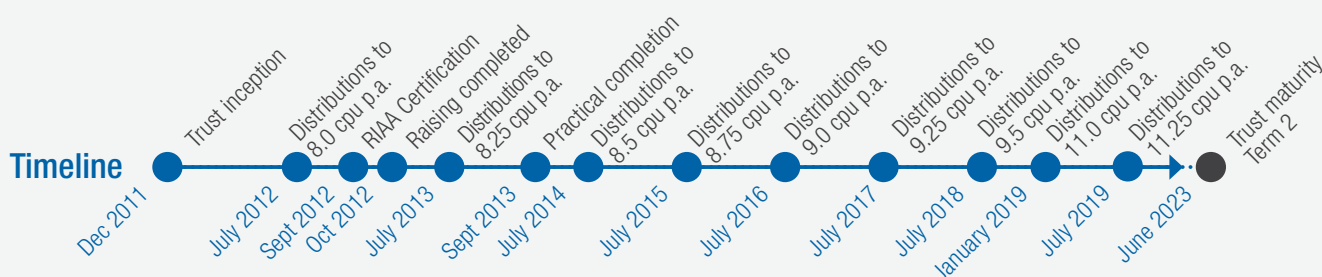 Timeline
Trust inception
Distributions to
8.0 cpu p.a.
RIAA Certification
Raising completed
Distributions to
8.25 cpu p.a.
Practical completion
Distributions to
8.5 cpu p.a.
Distributions to
8.75 cpu p.a.
Distributions to
9.0 cpu p.a.
Distributions to
9.25 cpu p.a.
Distributions to
9.5 cpu p.a.
Distributions to
11.0 cpu p.a.
Distributions to
11.25 cpu p.a.
Trust maturity
Term 2
Dec 2011
July 2012
Sept 2012
Oct 2012
July 2013
Sept 2013
July 2014
July 2015
July 2016
July 2017
July 2018
January 2019
July 2019
June 2023